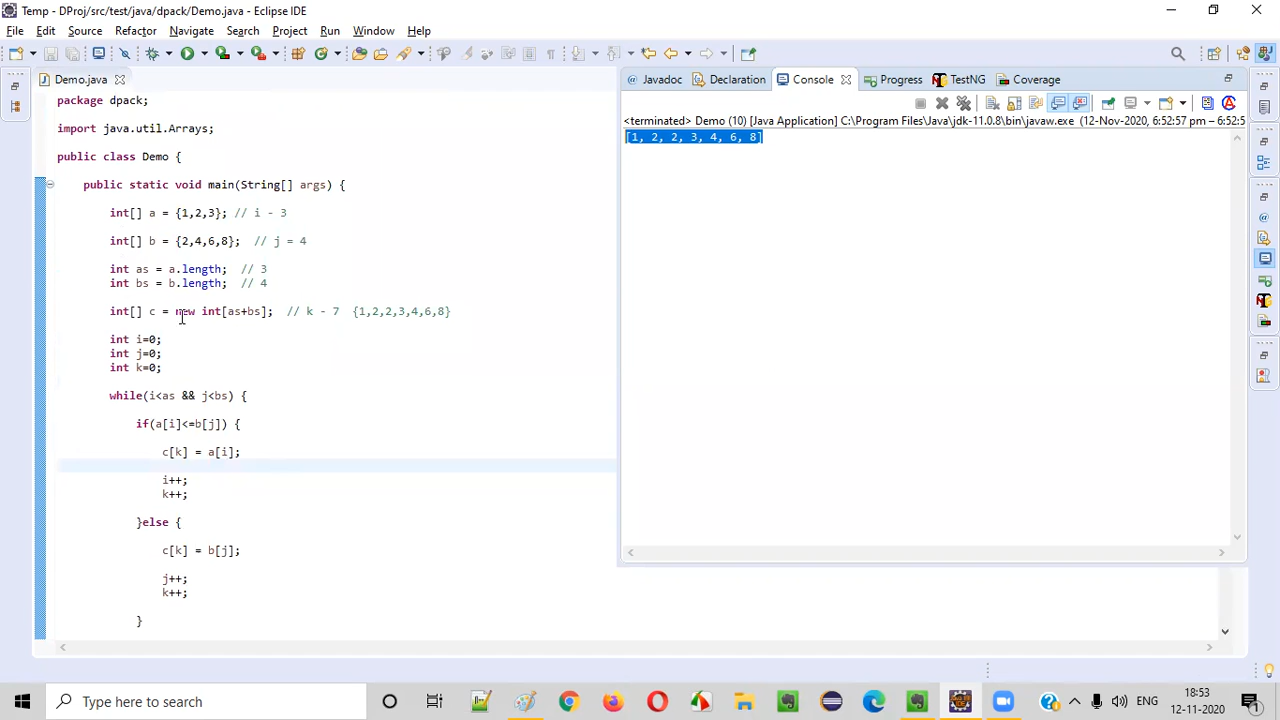 Temp - DProj/src/test/java/dpack/Demo.java - Eclipse IDE
File Edit Source Refactor Navigate Search Project Run Window Help
Demo.java
Javadoc Declaration Console Progress TestNG Coverage
<terminated> Demo (10) [Java Application] C:\Program Files\Java\jdk-11.0.8\bin\javaw.exe (12-Nov-2020, 6:52:57 pm – 6:52:5
[1, 2, 2, 3, 4, 6, 8]
package dpack;
import java.util.Arrays;
public class Demo {
public static void main(String[] args) {
int[] a = {1,2,3}; // i - 3
int[] b = {2,4,6,8}; // j = 4
int as = a.length; // 3
int bs = b.length; // 4
int[] c = new int[as+bs]; // k - 7 {1,2,2,3,4,6,8}
int i=0;
int j=0;
int k=0;
while(i<as && j<bs) {
if(a[i]<=b[j]) {
c[k] = a[i];
i++;
k++;
}else {
c[k] = b[j];
j++;
k++;
}
Type here to search
ENG
18:53
12-11-2020
1